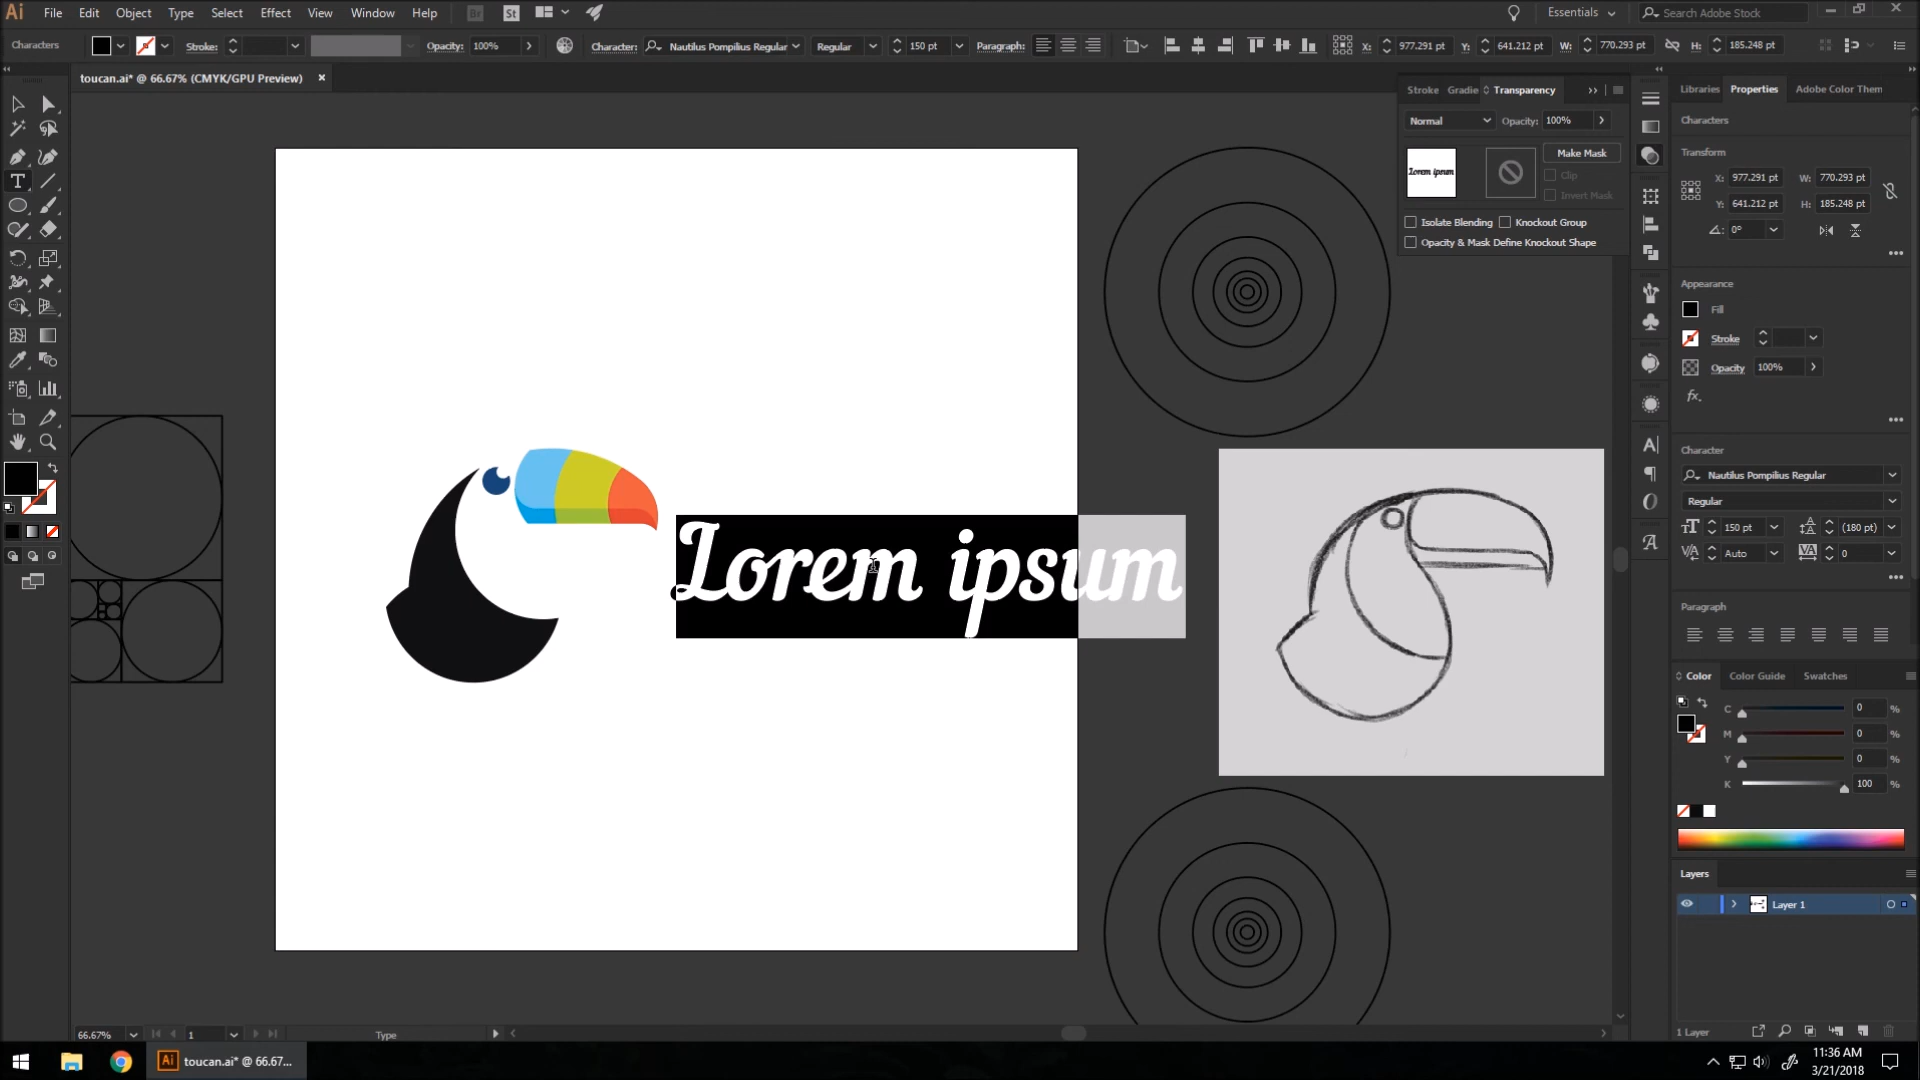 Ai File Edit Object Type Select Effect View Window Help Br St Essentials Search Adobe Stock
Characters Stroke: Opacity: 100% Character: Nautilus Pompilius Regular Regular 150 pt Paragraph: X: 977.291 pt Y: 641.212 pt W: 770.293 pt H: 185.248 pt
toucan.ai* @ 66.67% (CMYK/GPU Preview)
Stroke Gradie Transparency
Normal Opacity: 100%
Lorem ipsum
Make Mask
Clip
Invert Mask
Isolate Blending Knockout Group
Opacity & Mask Define Knockout Shape
Libraries Properties Adobe Color Them
Characters
Transform
X: 977.291 pt W: 770.293 pt
Y: 641.212 pt H: 185.248 pt
0°
Appearance
Fill
Stroke
Opacity 100%
fx.
Character
Nautilus Pompilius Regular
Regular
150 pt (180 pt)
Auto 0
Paragraph
Color Color Guide Swatches
C 0 %
M 0 %
Y 0 %
K 100 %
Layers
Layer 1
1 Layer
Lorem ipsum
66.67% 1 Type
Ai toucan.ai* @ 66.67...
11:36 AM
3/21/2018